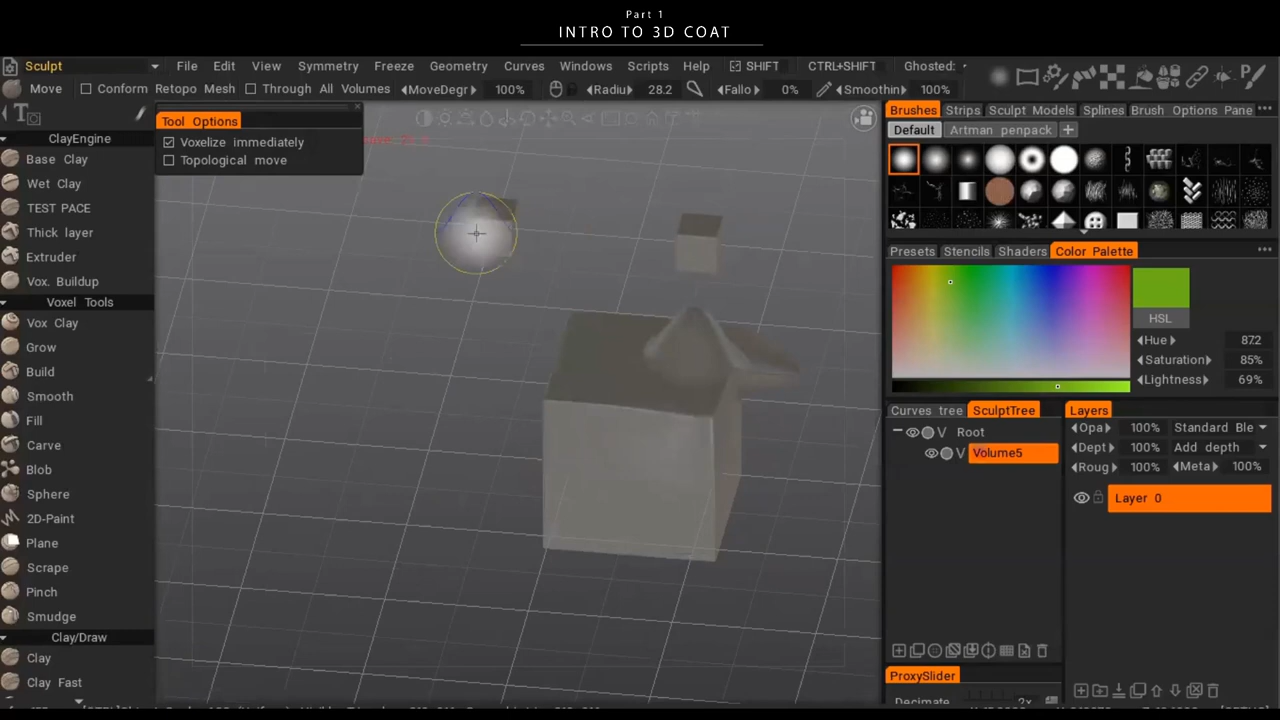 Part 1
INTRO TO 3D COAT
Sculpt File Edit View Symmetry Freeze Geometry Curves Windows Scripts Help SHIFT CTRL+SHIFT Ghosted:
Move Conform Retopo Mesh Through All Volumes MoveDegr 100% Radiu 28.2 Fallo 0% Smoothin 100%
Tool Options
Voxelize immediately
Topological move
ClayEngine
Base Clay
Wet Clay
TEST PACE
Thick layer
Extruder
Vox. Buildup
Voxel Tools
Vox Clay
Grow
Build
Smooth
Fill
Carve
Blob
Sphere
2D-Paint
Plane
Scrape
Pinch
Smudge
Clay/Draw
Clay
Clay Fast
Brushes Strips Sculpt Models Splines Brush Options Pane
Default Artman penpack
Presets Stencils Shaders Color Palette
HSL
Hue 87.2
Saturation 85%
Lightness 69%
Curves tree SculptTree
V Root
V Volume5
ProxySlider
Decimate 2x
Layers
Opa 100% Standard Ble
Dept 100% Add depth
Roug 100% Meta 100%
Layer 0